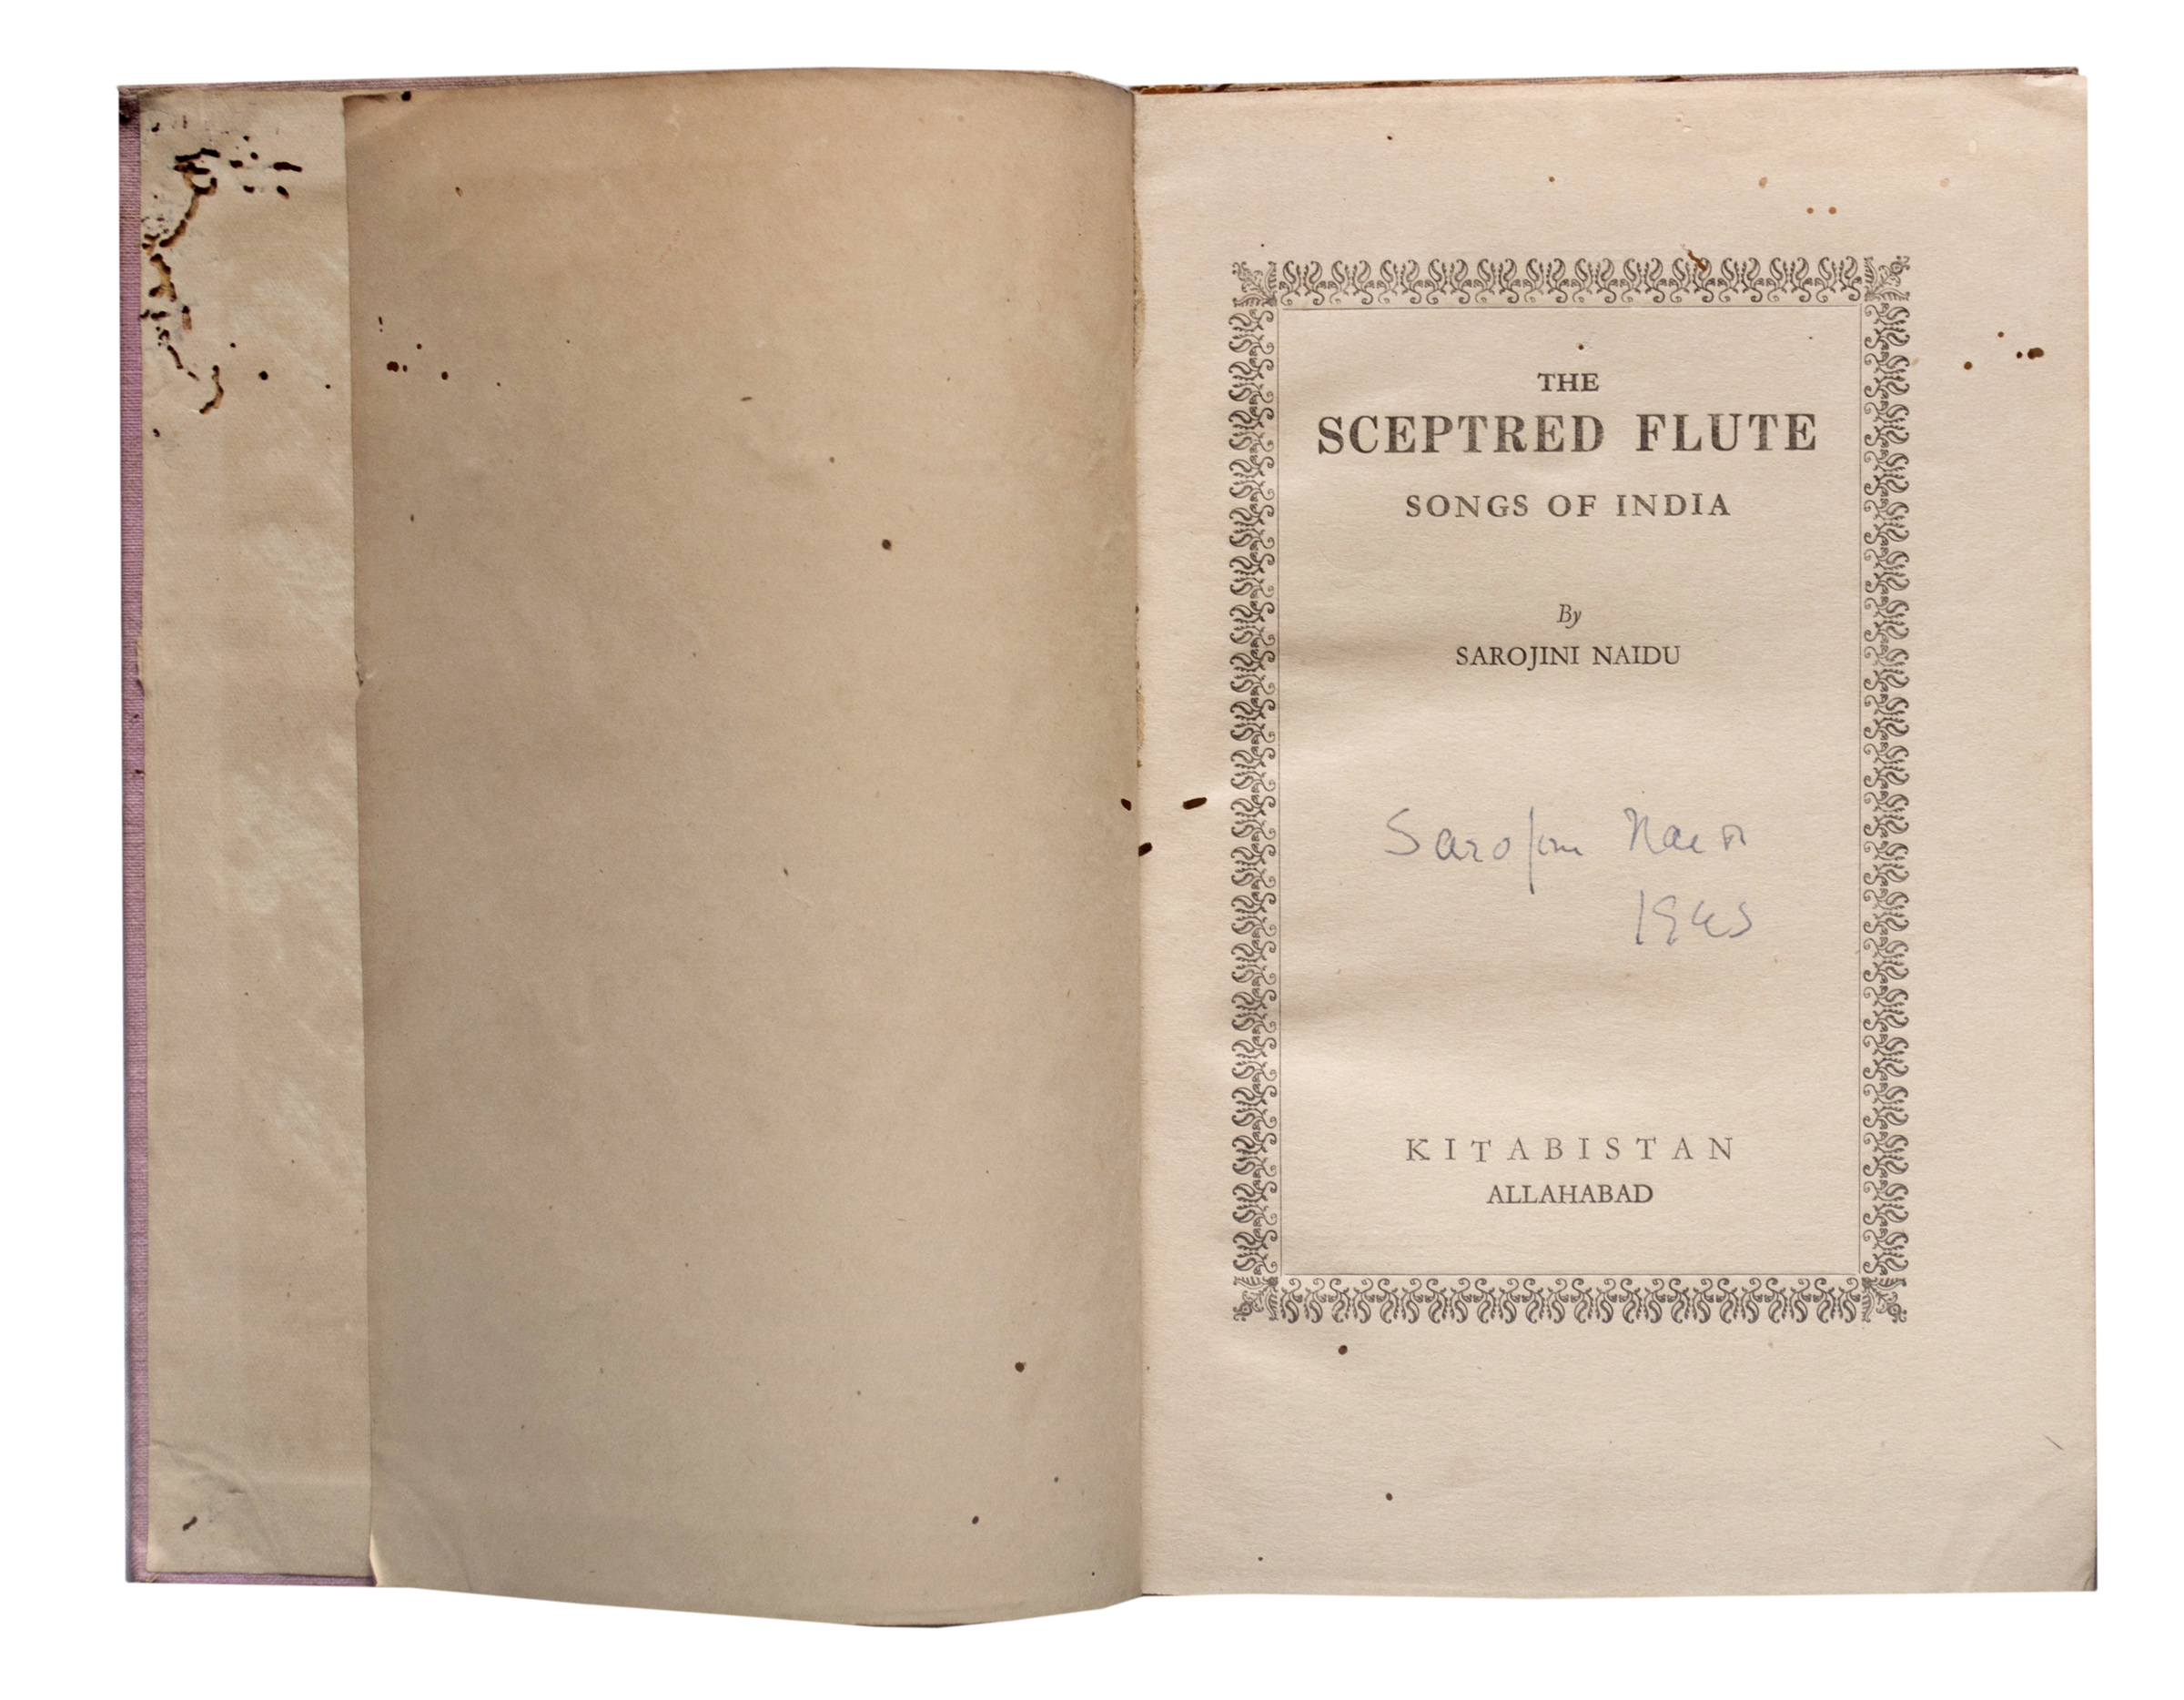 THE
SCEPTRED FLUTE
SONGS OF INDIA
By
SAROJINI NAIDU
Sarojini Naidu
1945
KITABISTAN
ALLAHABAD